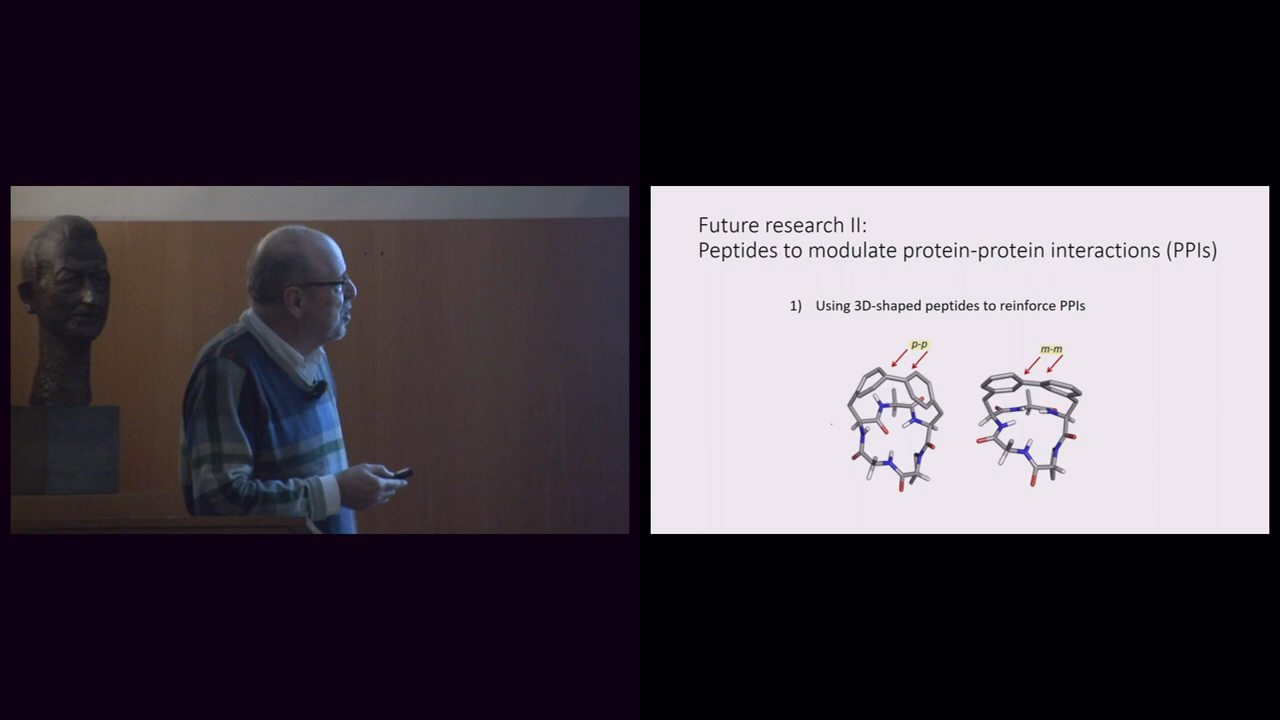 Future research II:
Peptides to modulate protein-protein interactions (PPIs)
1) Using 3D-shaped peptides to reinforce PPIs
p-p
m-m